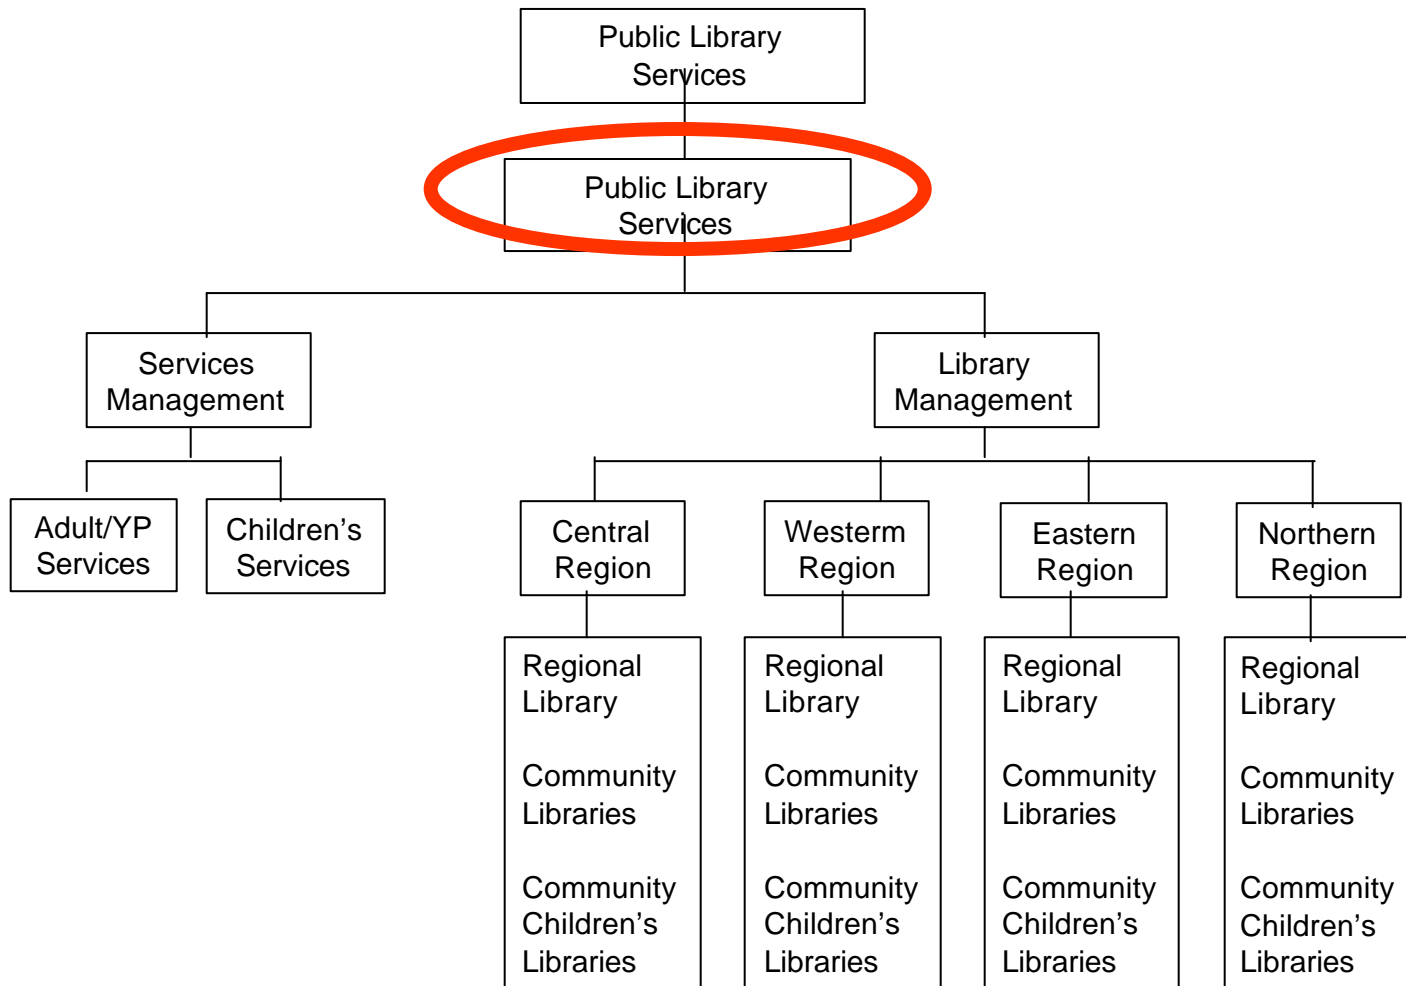 Public Library
Services
Public Library
Services
Services
Management
Library
Management
Adult/YP
Services
Children’s
Services
Central
Region
Westerm
Region
Eastern
Region
Northern
Region
Regional
Library
Community
Libraries
Community
Children’s
Libraries
Regional
Library
Community
Libraries
Community
Children’s
Libraries
Regional
Library
Community
Libraries
Community
Children’s
Libraries
Regional
Library
Community
Libraries
Community
Children’s
Libraries